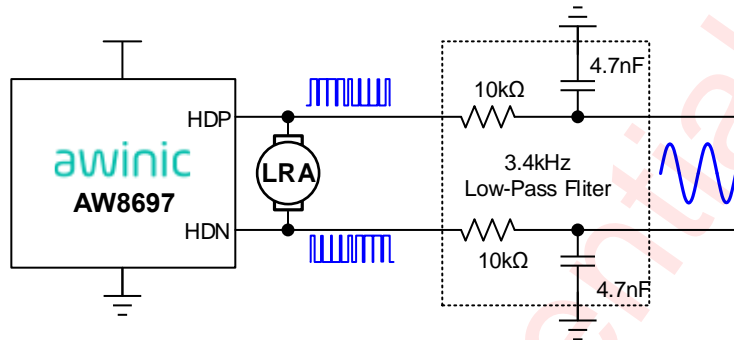 4.7nF
10kΩ
HDP
awinic
AW8697
LRA
3.4kHz
Low-Pass Fliter
HDN
10kΩ
4.7nF